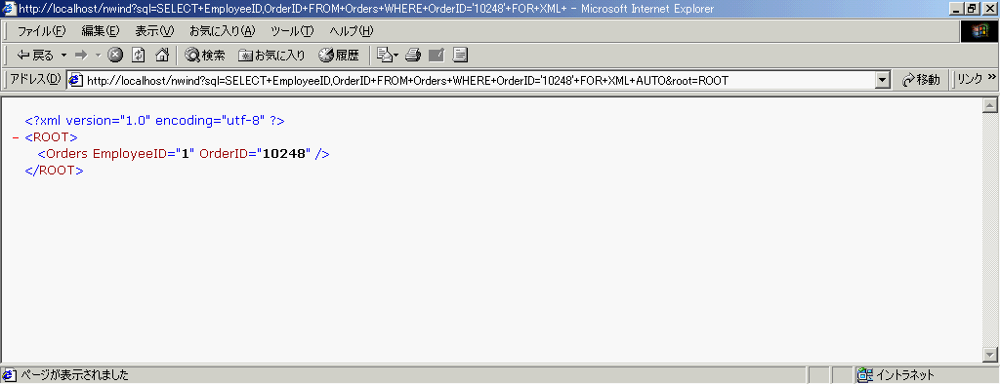 http://localhost/nwind?sql=SELECT+EmployeeID,OrderID+FROM+Orders+WHERE+OrderID='10248'+FOR+XML+ - Microsoft Internet Explorer
ファイル(F) 編集(E) 表示(V) お気に入り(A) ツール(T) ヘルプ(H)
戻る 検索 お気に入り 履歴
アドレス(D) http://localhost/nwind?sql=SELECT+EmployeeID,OrderID+FROM+Orders+WHERE+OrderID='10248'+FOR+XML+AUTO&root=ROOT 移動 リンク »
<?xml version="1.0" encoding="utf-8" ?>
- <ROOT>
<Orders EmployeeID="1" OrderID="10248" />
</ROOT>
ページが表示されました イントラネット